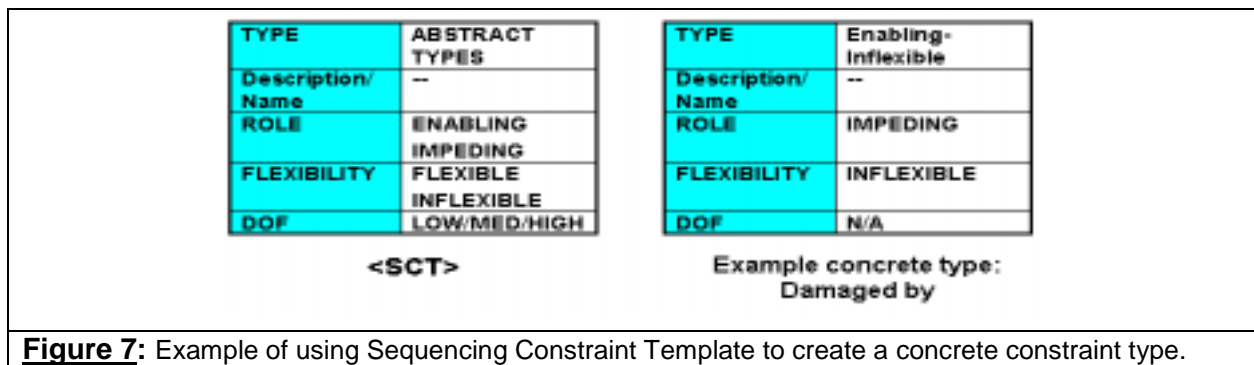 TYPE ABSTRACT TYPES
Description/ Name --
ROLE ENABLING IMPEDING
FLEXIBILITY FLEXIBLE INFLEXIBLE
DOF LOW/MED/HIGH
<SCT>
TYPE Enabling- Inflexible
Description/ Name --
ROLE IMPEDING
FLEXIBILITY INFLEXIBLE
DOF N/A
Example concrete type:
Damaged by
Figure 7: Example of using Sequencing Constraint Template to create a concrete constraint type.